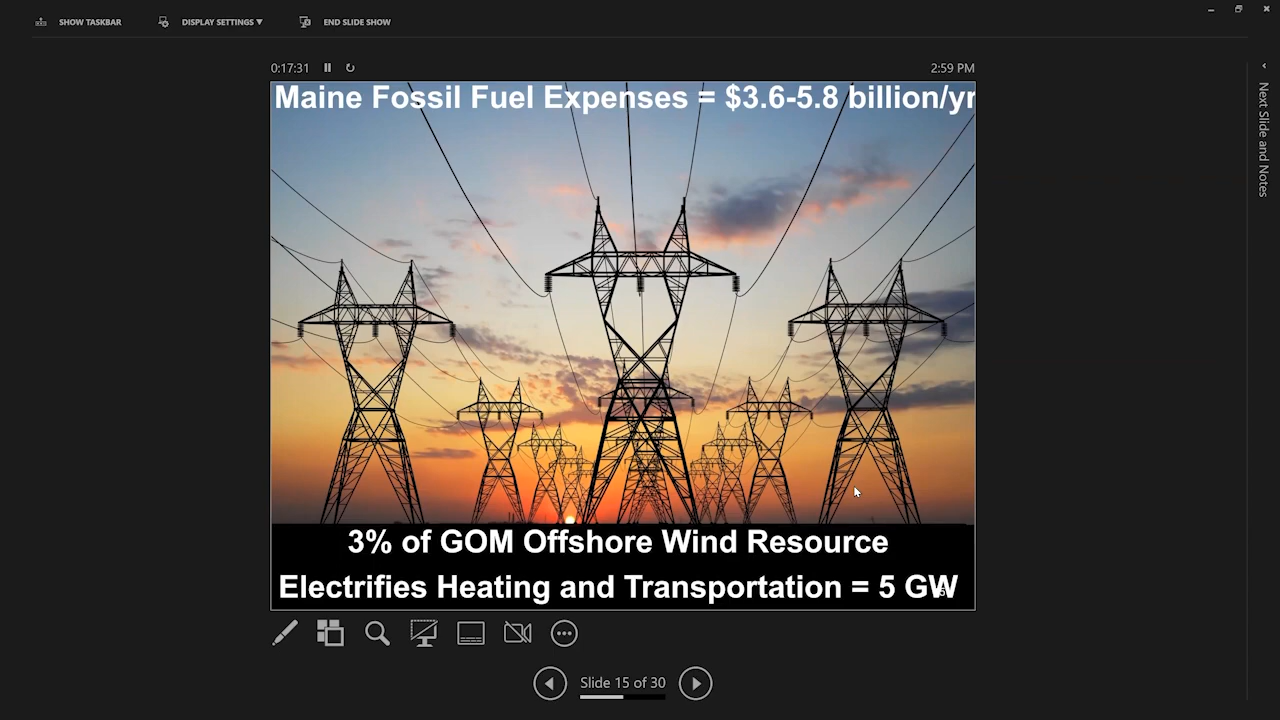 SHOW TASKBAR
DISPLAY SETTINGS ▼
END SLIDE SHOW
0:17:31
2:59 PM
Maine Fossil Fuel Expenses = $3.6-5.8 billion/yr
3% of GOM Offshore Wind Resource
Electrifies Heating and Transportation = 5 GW
Slide 15 of 30
Next Slide and Notes